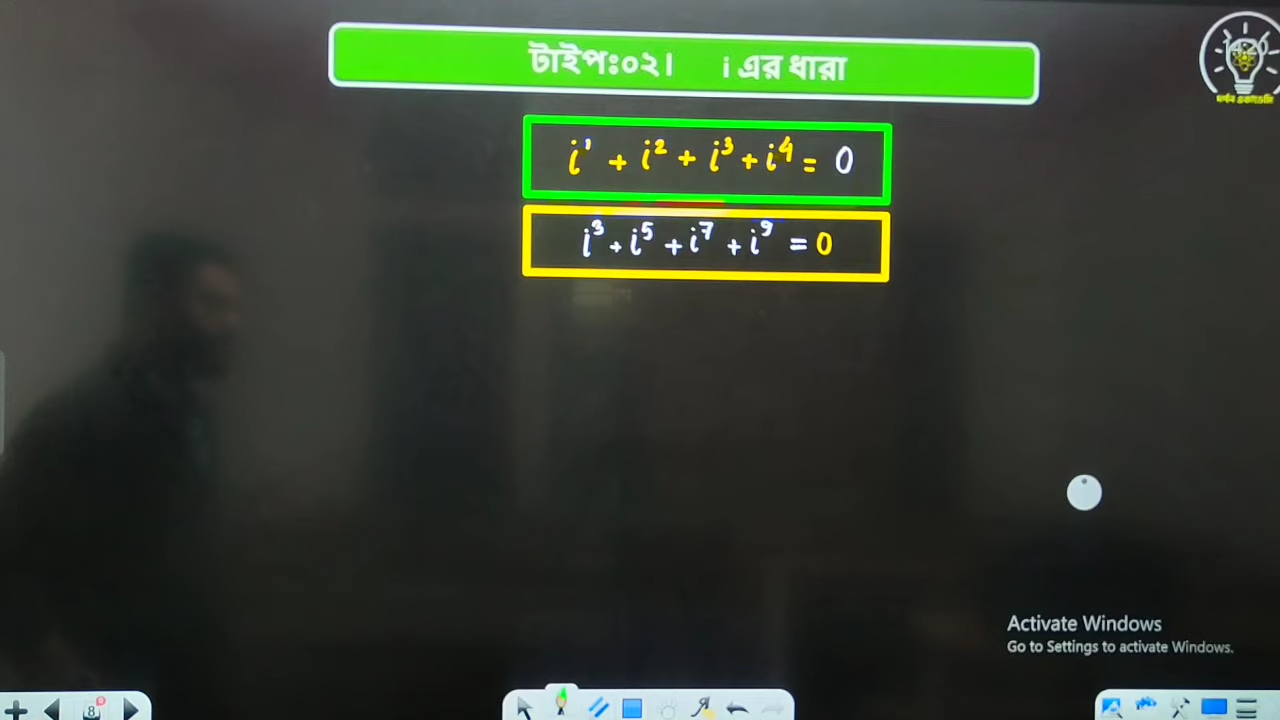 টাইপঃ০২। i এর ধারা
i¹ + i² + i³ + i⁴ = 0
i³ + i⁵ + i⁷ + i⁹ = 0
Activate Windows
Go to Settings to activate Windows.
8